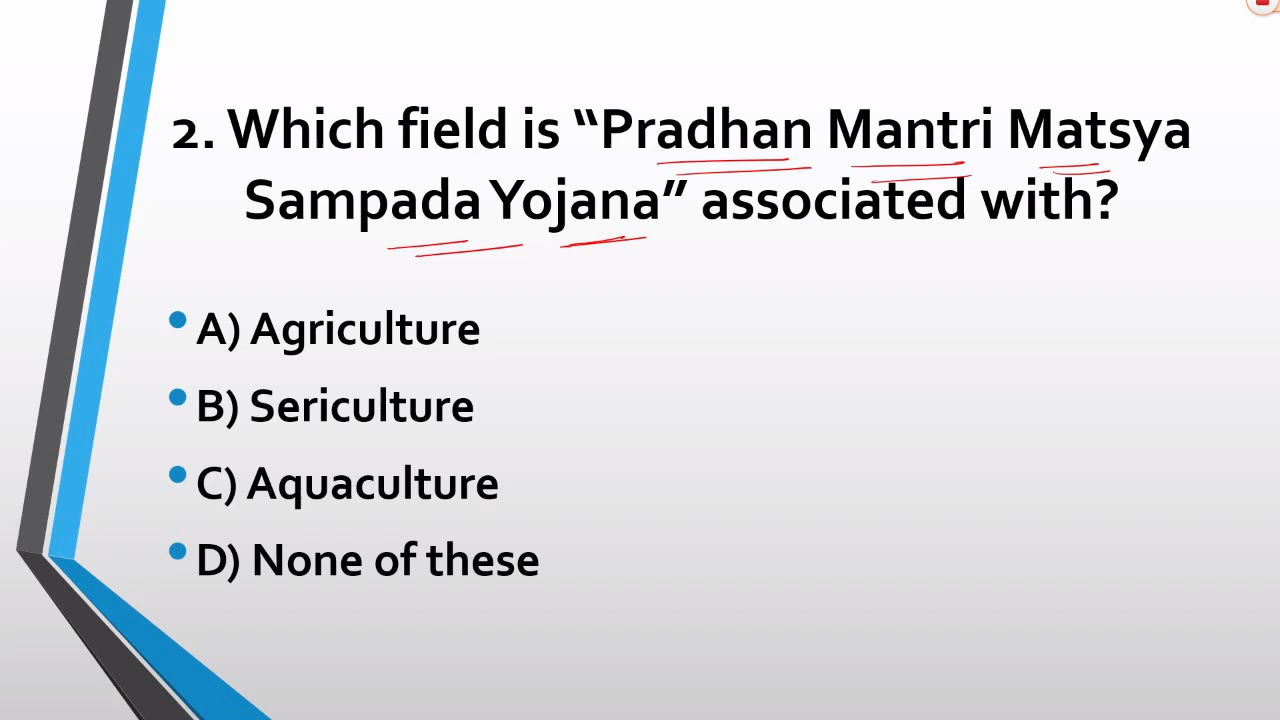 2. Which field is “Pradhan Mantri Matsya
Sampada Yojana” associated with?
• A) Agriculture
• B) Sericulture
• C) Aquaculture
• D) None of these